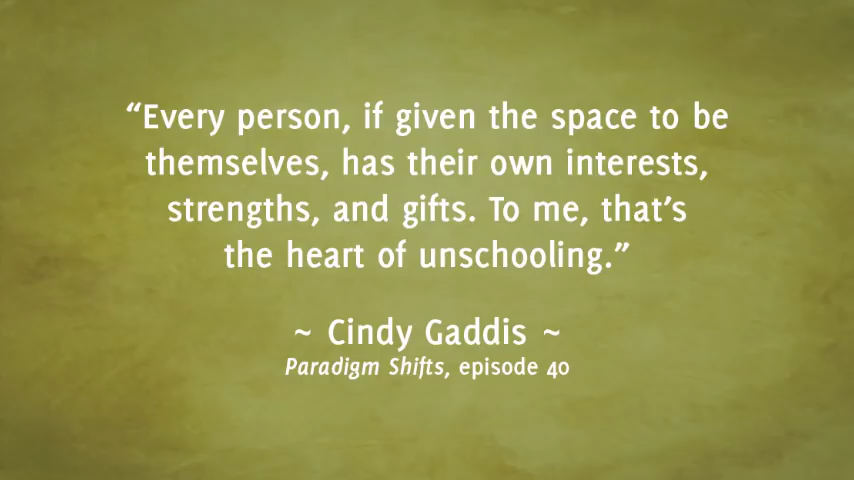 “Every person, if given the space to be
themselves, has their own interests,
strengths, and gifts. To me, that’s
the heart of unschooling.”
~ Cindy Gaddis ~
Paradigm Shifts, episode 40